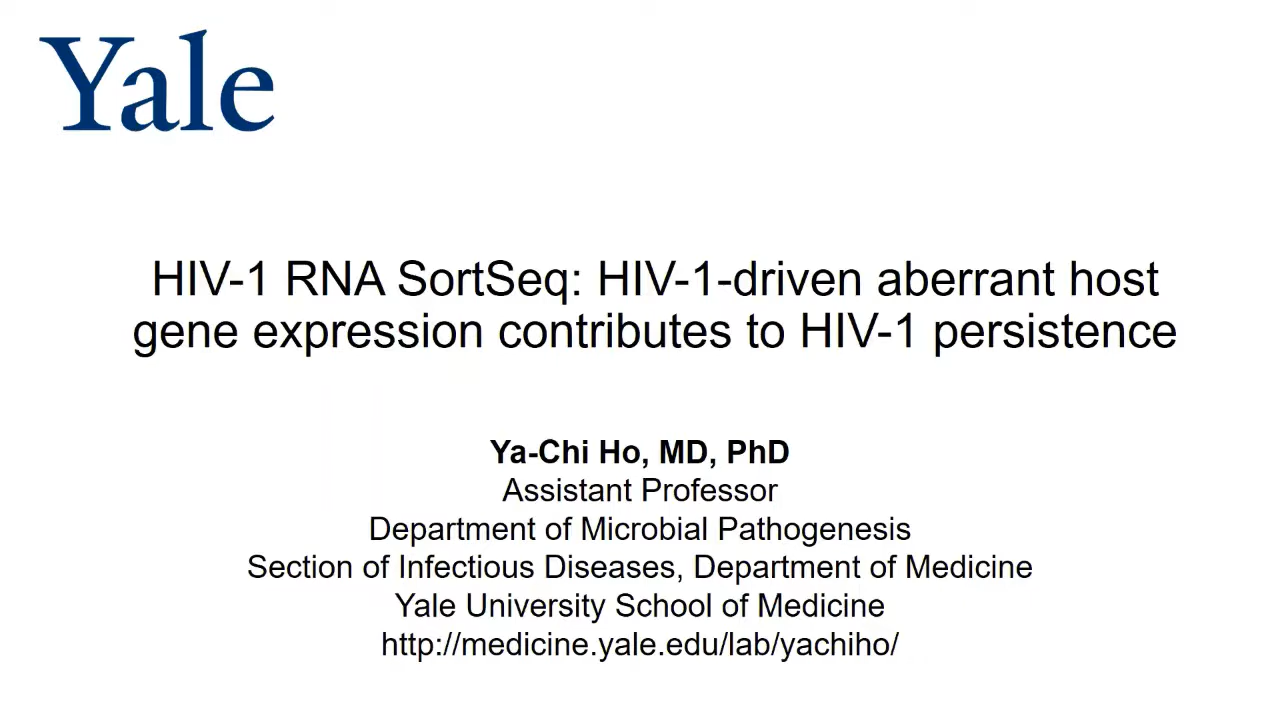 Yale
HIV-1 RNA SortSeq: HIV-1-driven aberrant host
gene expression contributes to HIV-1 persistence
Ya-Chi Ho, MD, PhD
Assistant Professor
Department of Microbial Pathogenesis
Section of Infectious Diseases, Department of Medicine
Yale University School of Medicine
http://medicine.yale.edu/lab/yachiho/